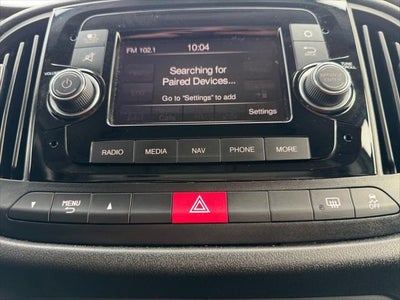 FM 102.1 10:04
Searching for
Paired Devices...
Go to "Settings" to add
Settings
RADIO MEDIA NAV PHONE MORE
MENU
OFF